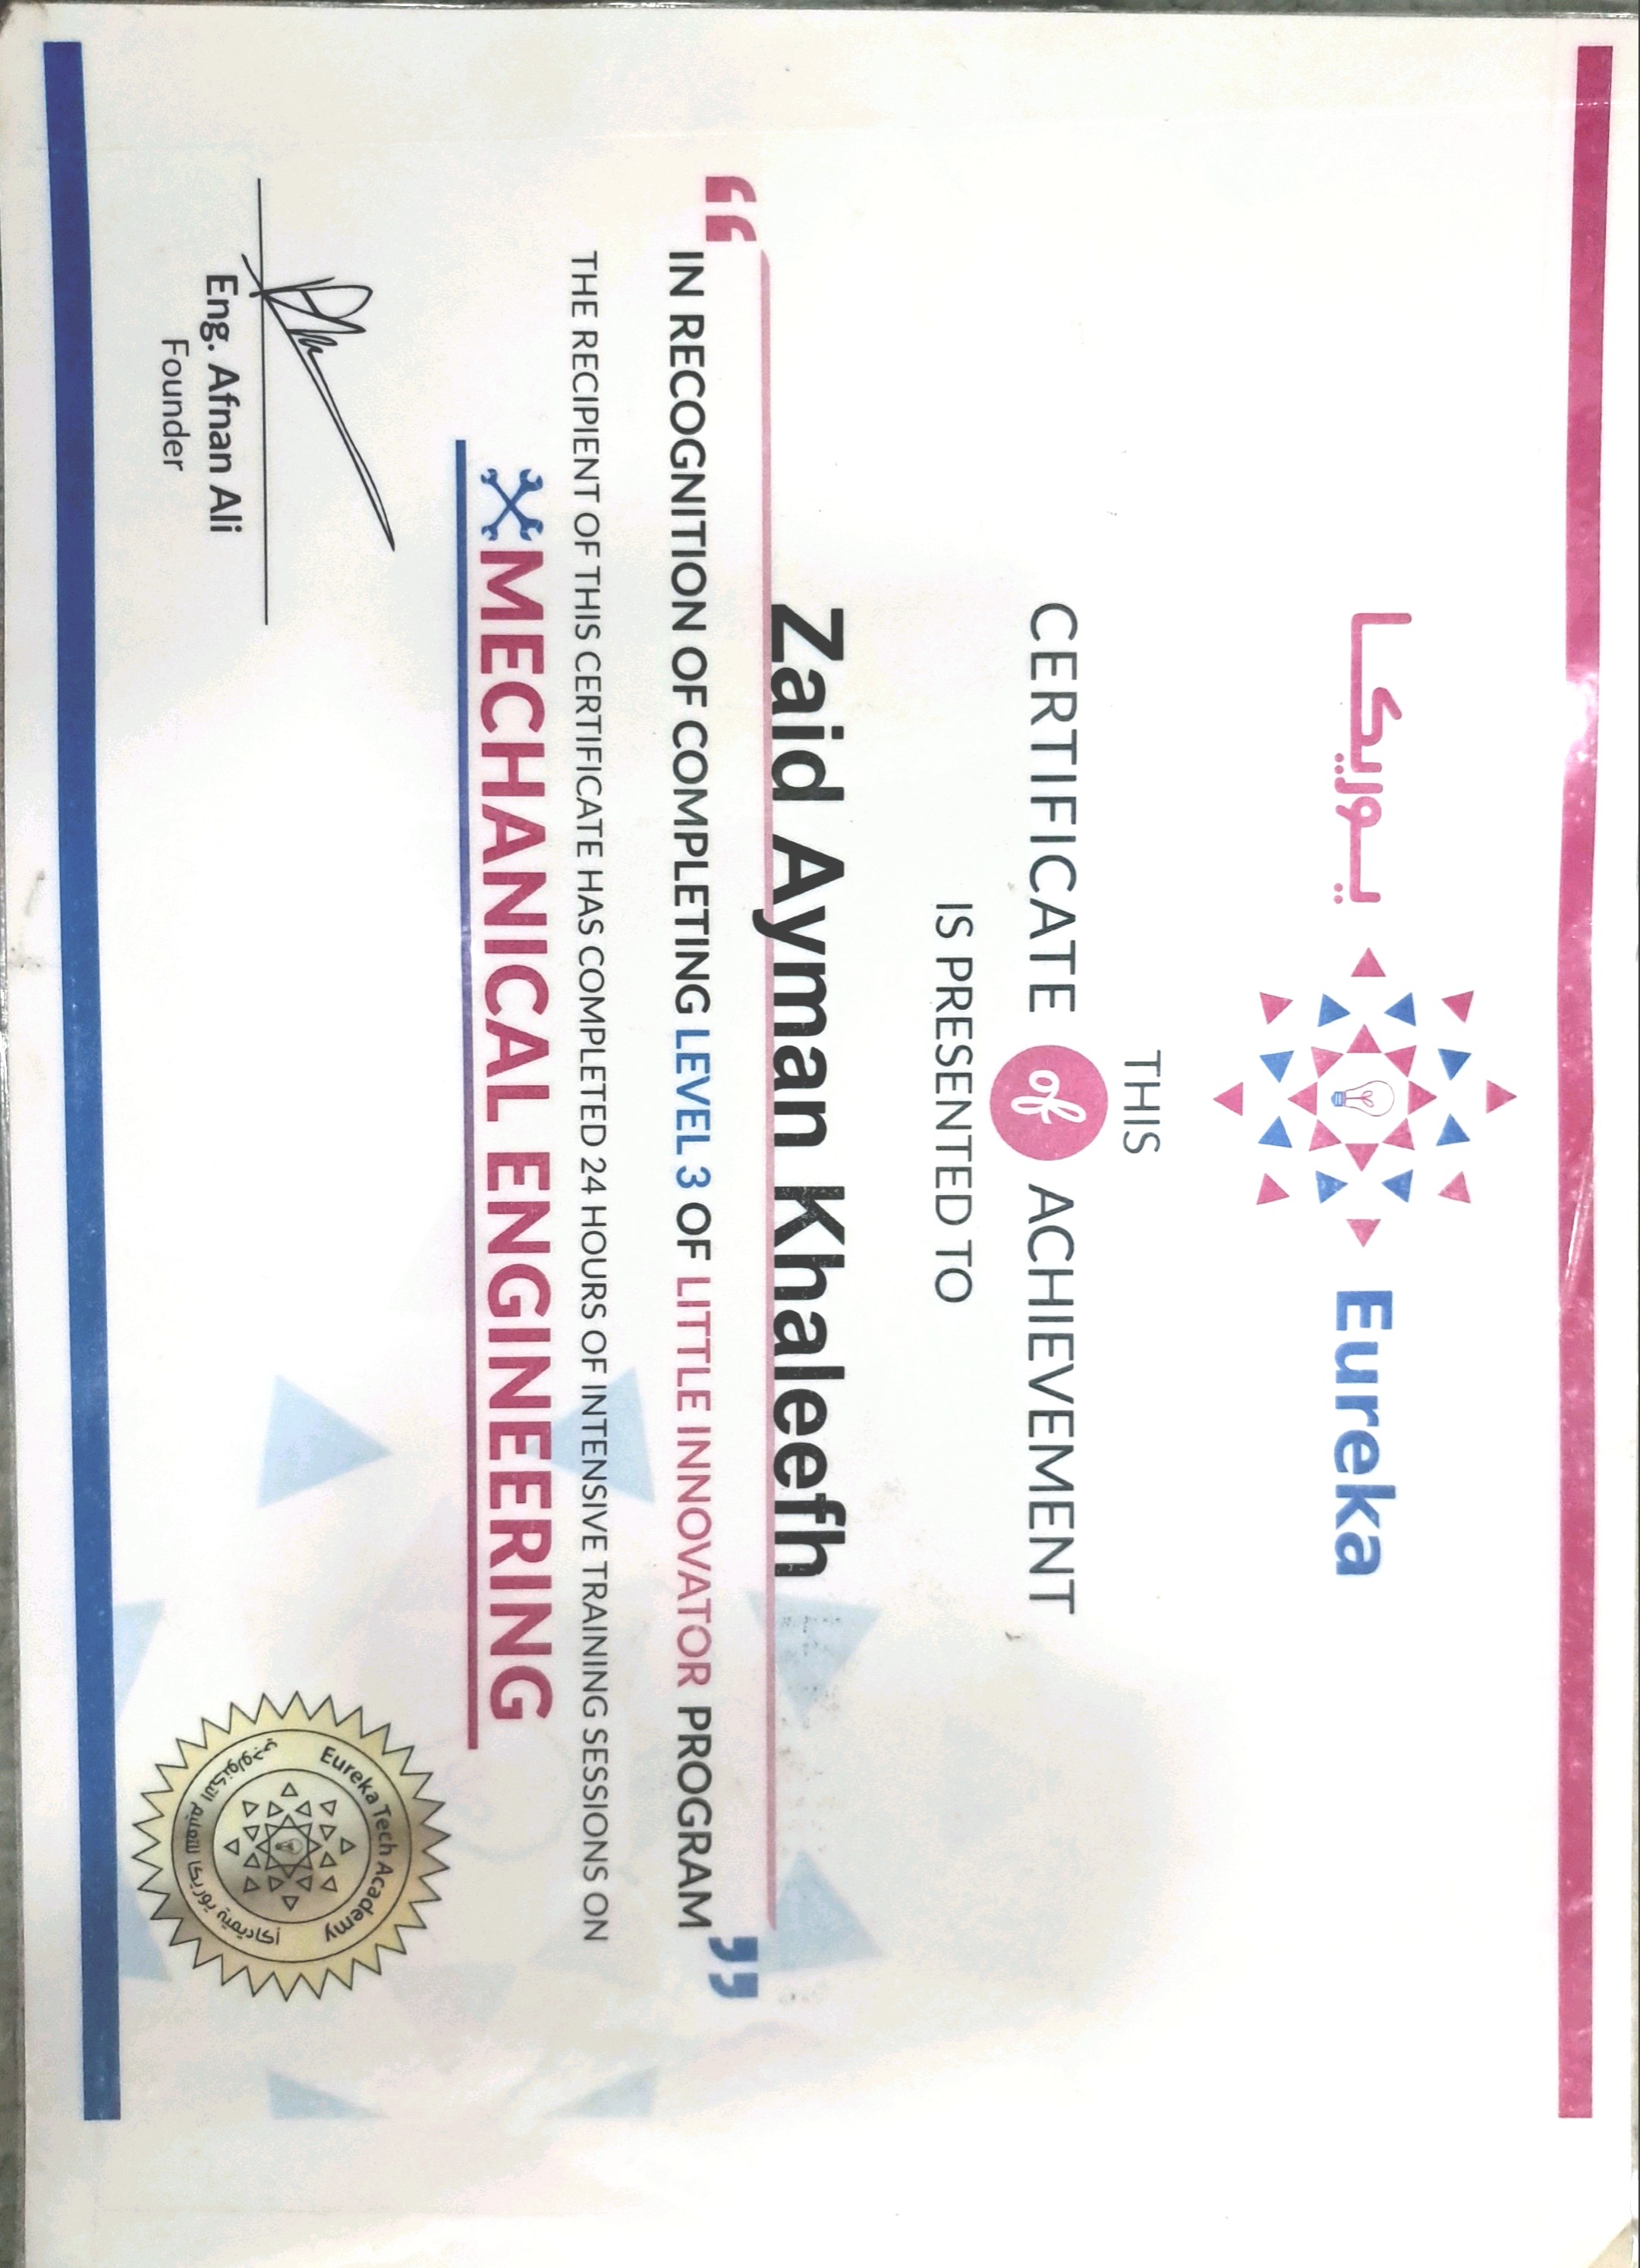 يوريكا Eureka
THIS
CERTIFICATE of ACHIEVEMENT
IS PRESENTED TO
Zaid Ayman Khaleefh
“IN RECOGNITION OF COMPLETING LEVEL 3 OF LITTLE INNOVATOR PROGRAM”
THE RECIPIENT OF THIS CERTIFICATE HAS COMPLETED 24 HOURS OF INTENSIVE TRAINING SESSIONS ON
MECHANICAL ENGINEERING
Eng. Afnan Ali
Founder
Eureka Tech Academy
أكاديمية يوريكا للتعليم التكنولوجي